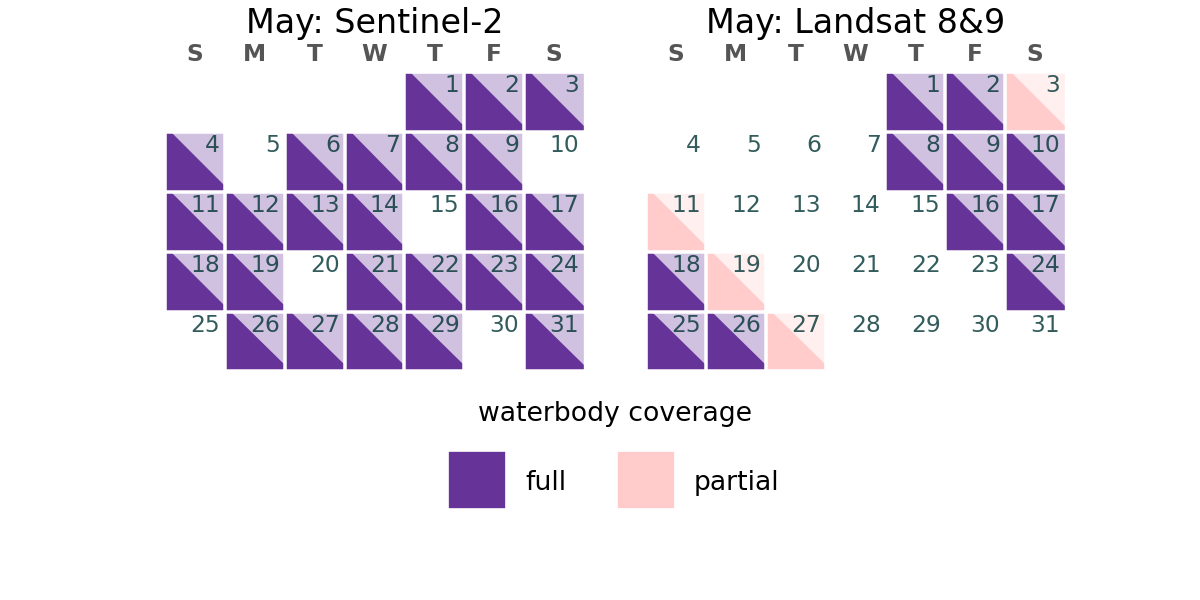 May: Sentinel-2
S M T W T F S
1 2 3
4 5 6 7 8 9 10
11 12 13 14 15 16 17
18 19 20 21 22 23 24
25 26 27 28 29 30 31
May: Landsat 8&9
S M T W T F S
1 2 3
4 5 6 7 8 9 10
11 12 13 14 15 16 17
18 19 20 21 22 23 24
25 26 27 28 29 30 31
waterbody coverage
full partial